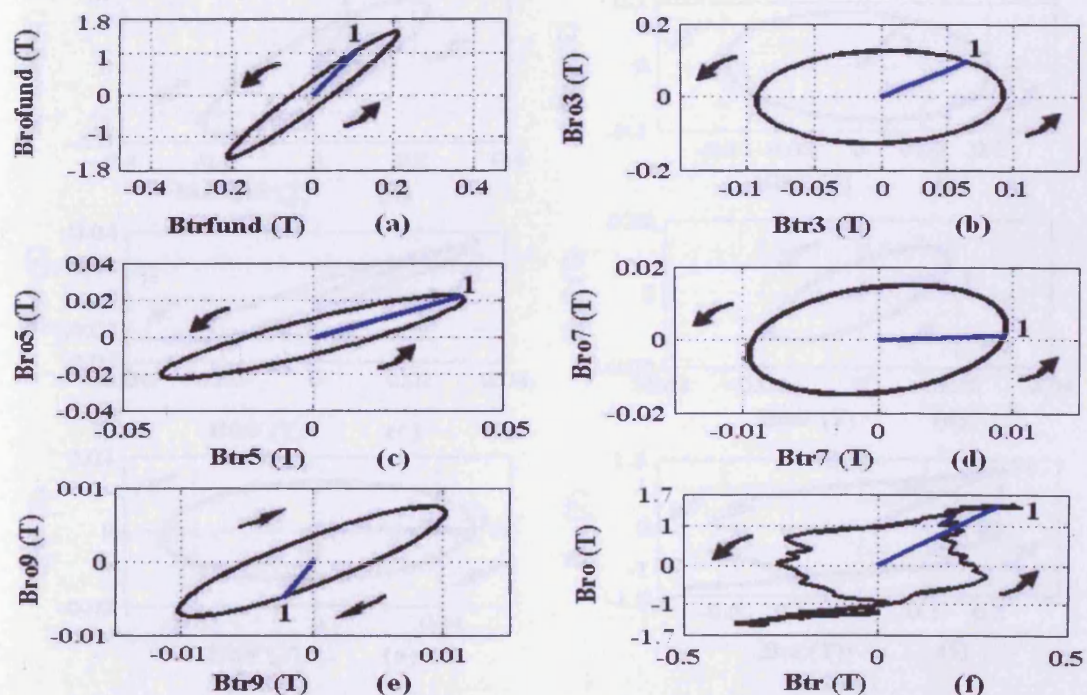 Brofund (T)
1.8
1
0
-1
-1.8
1
-0.4 -0.2 0 0.2 0.4
Btrfund (T) (a)
Bro3 (T)
0.2
0
-0.2
1
-0.1 -0.05 0 0.05 0.1
Btr3 (T) (b)
Bro5 (T)
0.04
0.02
0
-0.02
-0.04
1
-0.05 0 0.05
Btr5 (T) (c)
Bro7 (T)
0.02
0
-0.02
1
-0.01 0 0.01
Btr7 (T) (d)
Bro9 (T)
0.01
0
-0.01
1
-0.01 0 0.01
Btr9 (T) (e)
Bro (T)
1.7
1
0
-1
-1.7
1
-0.5 0 0.5
Btr (T) (f)